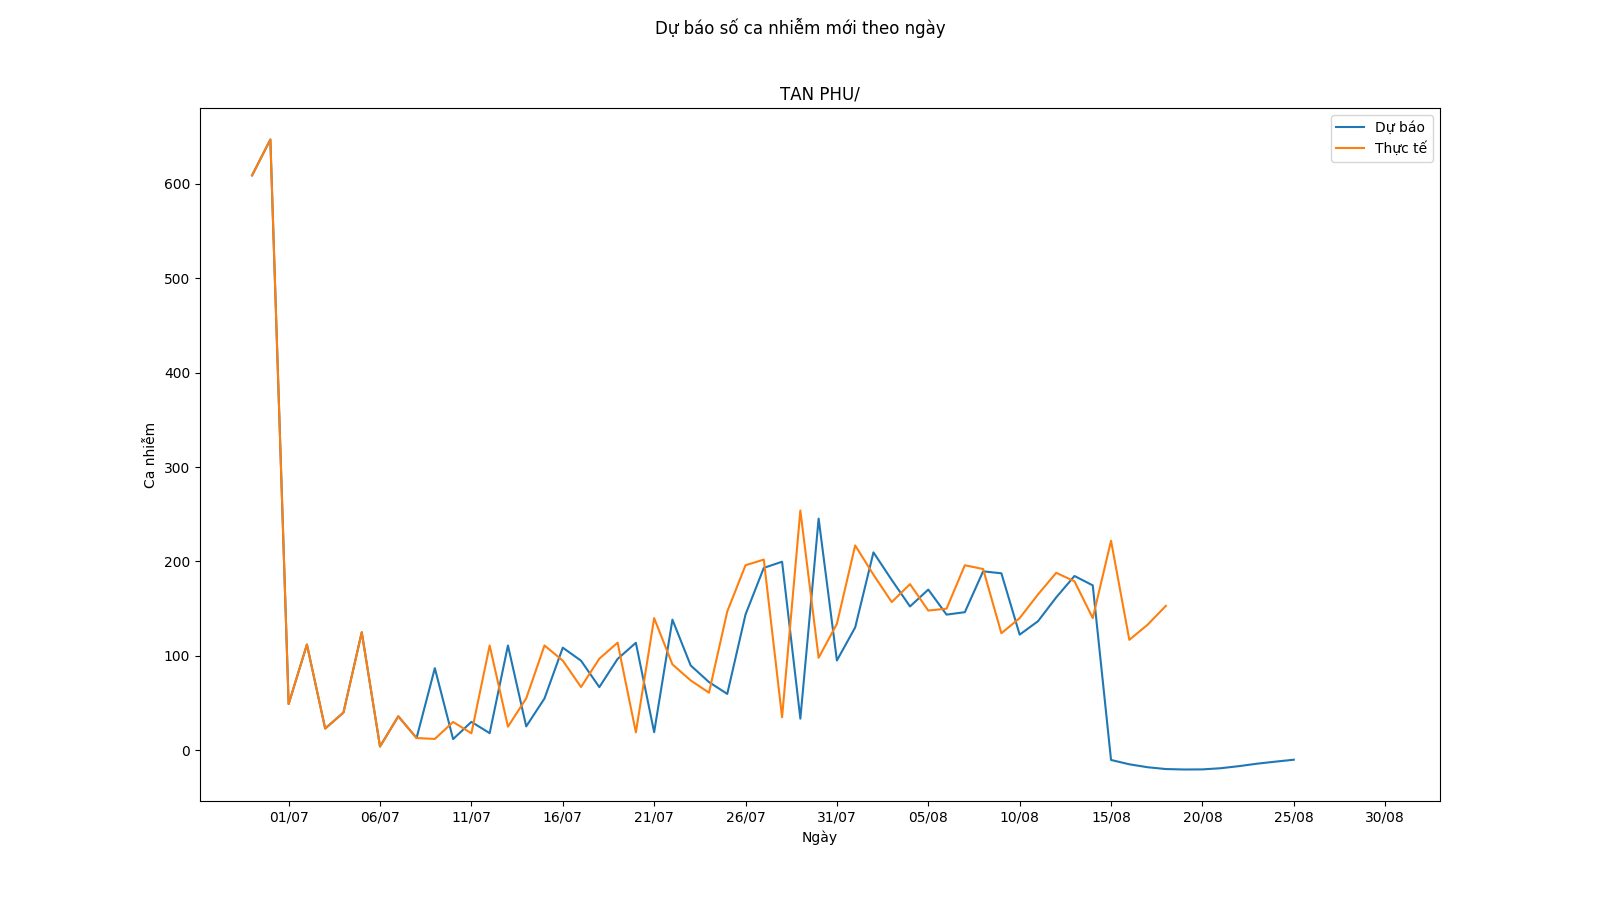 Dự báo số ca nhiễm mới theo ngày
TAN PHU/
Dự báo
Thực tế
600
500
400
300
200
100
0
Ca nhiễm
01/07 06/07 11/07 16/07 21/07 26/07 31/07 05/08 10/08 15/08 20/08 25/08 30/08
Ngày